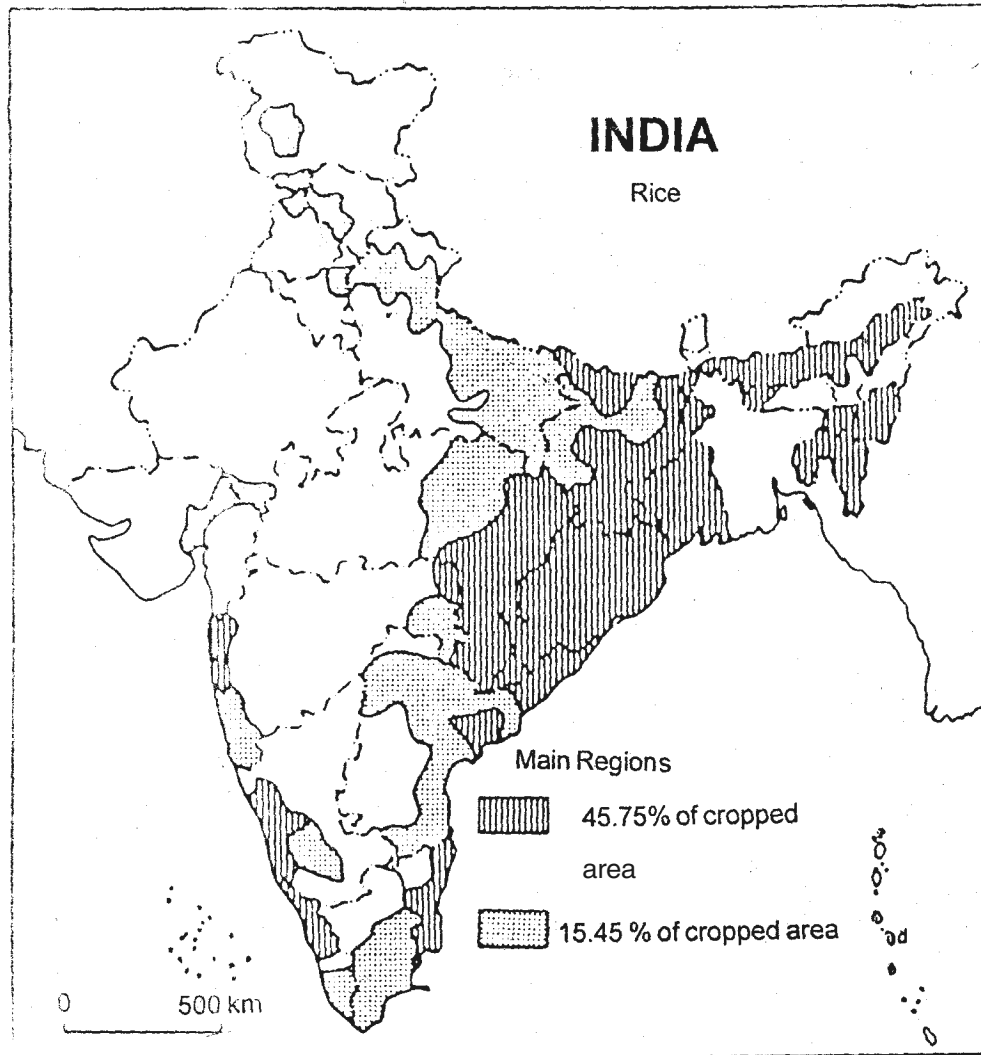 INDIA
Rice
Main Regions
45.75% of cropped
area
15.45 % of cropped area
d
0 500 km